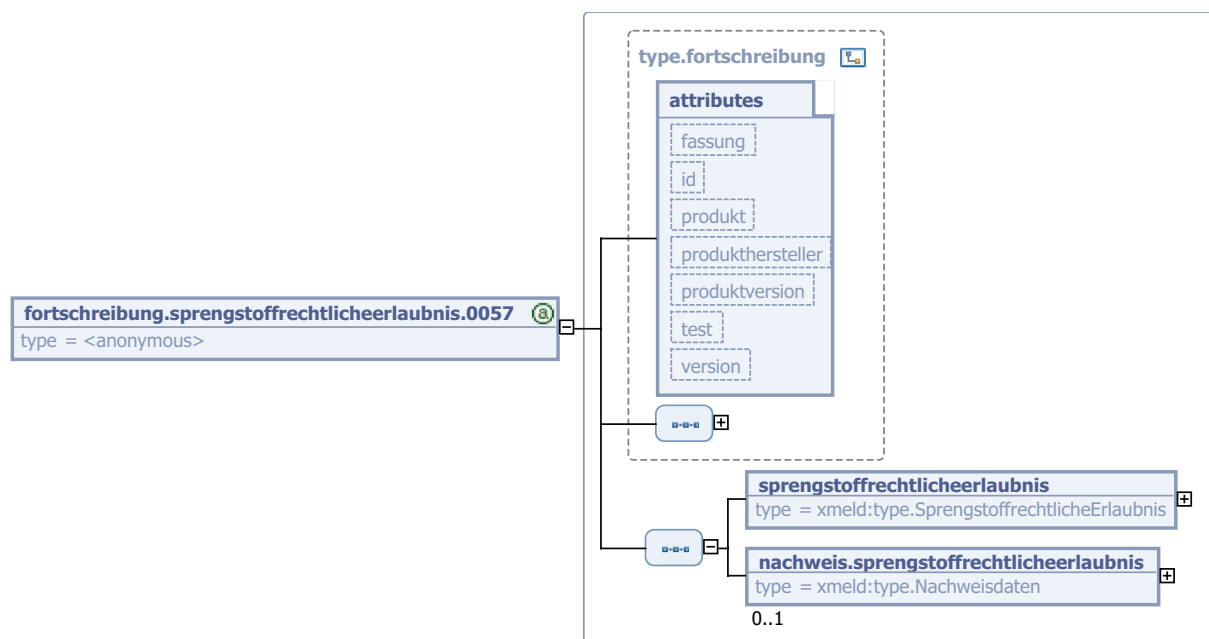 type.fortschreibung
attributes
fassung
id
produkt
produkthersteller
produktversion
test
version
fortschreibung.sprengstoffrechtlicheerlaubnis.0057
a
type = <anonymous>
sprengstoffrechtlicheerlaubnis
type = xmeld:type.SprengstoffrechtlicheErlaubnis
nachweis.sprengstoffrechtlicheerlaubnis
type = xmeld:type.Nachweisdaten
0..1